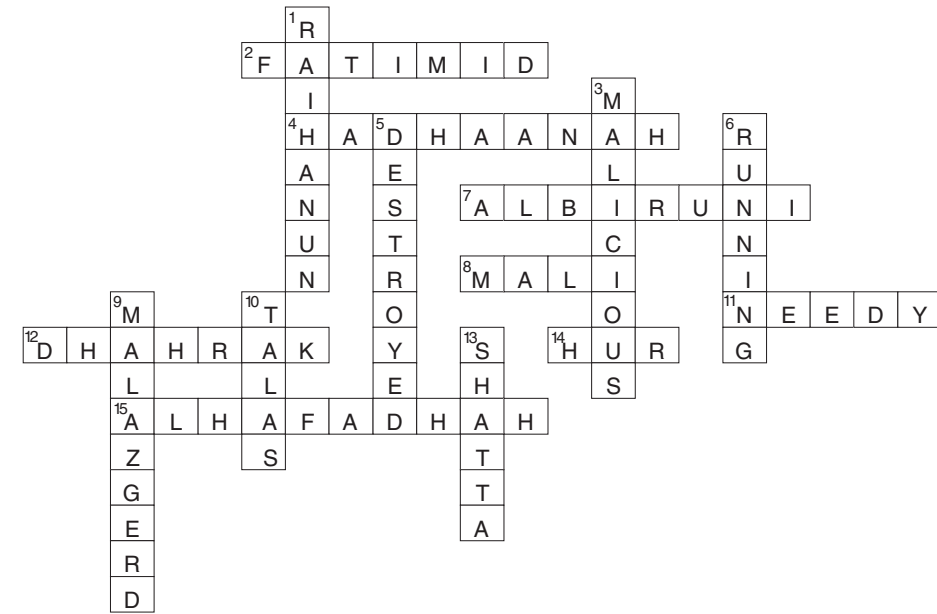 1 R
2 F A T I M I D
I 3 M
4 H A 5 D H A A N A H 6 R
A E L U
N S 7 A L B I R U N I
U T C N
N R 8 M A L I I
9 M 10 T O O 11 N E E D Y
12 D H A H R A K Y 13 S 14 H U R G
L L E H S
15 A L H A F A D H A H
Z S T
G T
E A
R
D